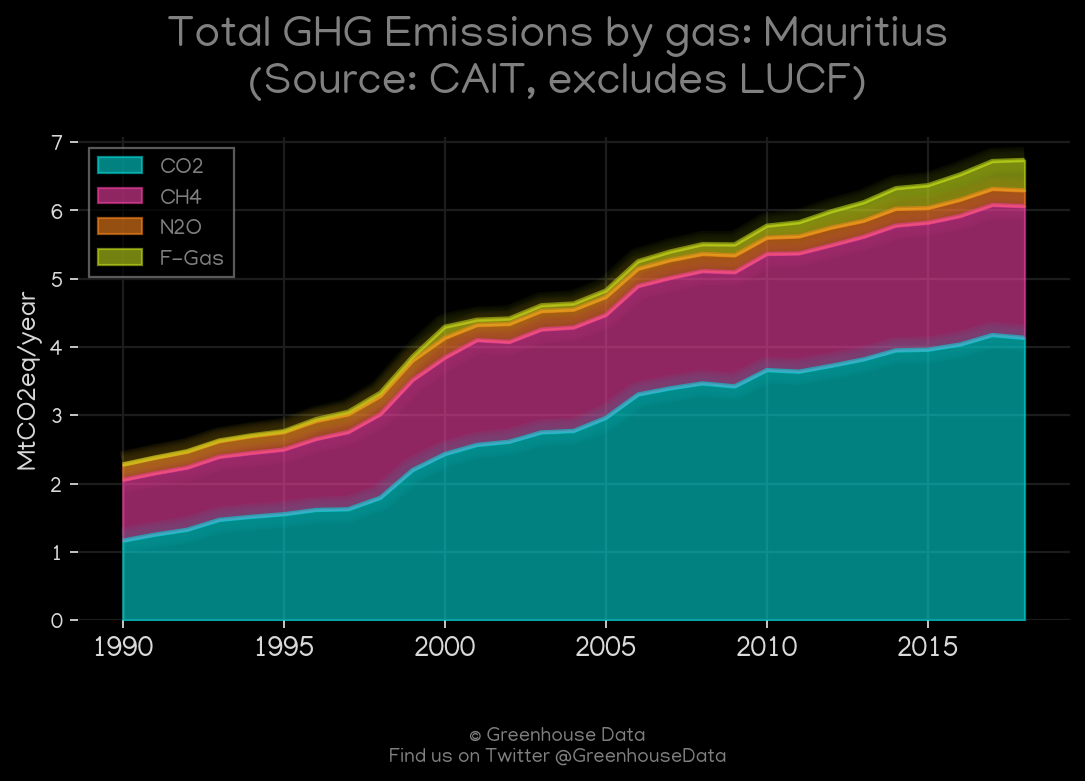 Total GHG Emissions by gas: Mauritius
(Source: CAIT, excludes LUCF)
MtCO2eq/year
7
6
5
4
3
2
1
0
CO2
CH4
N2O
F-Gas
1990 1995 2000 2005 2010 2015
© Greenhouse Data
Find us on Twitter @GreenhouseData